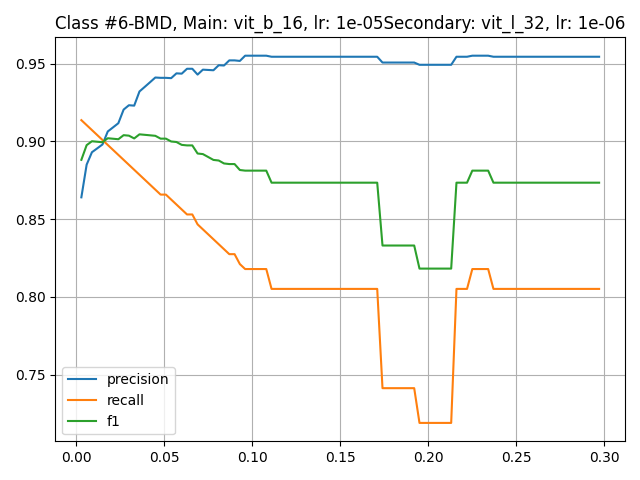 Class #6-BMD, Main: vit_b_16, lr: 1e-05Secondary: vit_l_32, lr: 1e-06
0.95
0.90
0.85
0.80
0.75
precision
recall
f1
0.00 0.05 0.10 0.15 0.20 0.25 0.30